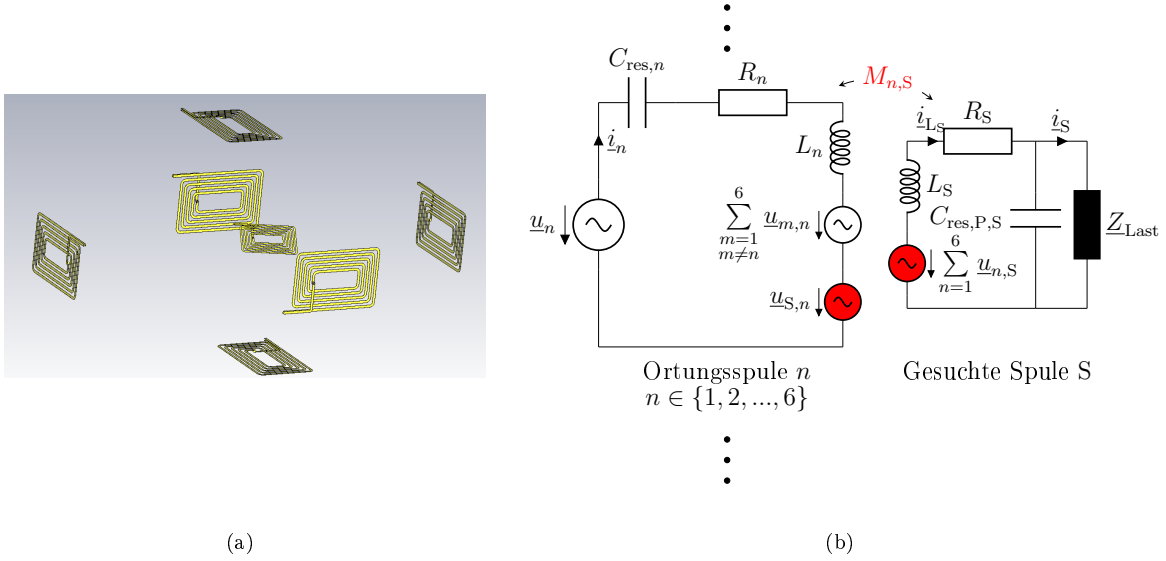 C_res,n
R_n
M_n,S
i_n
L_n
u_n
6
∑ u_m,n
m=1
m≠n
u_S,n
i_LS
R_S
i_S
L_S
C_res,P,S
Z_Last
6
∑ u_n,S
n=1
Ortungsspule n
n ∈ {1, 2, ..., 6}
Gesuchte Spule S
(a)
(b)